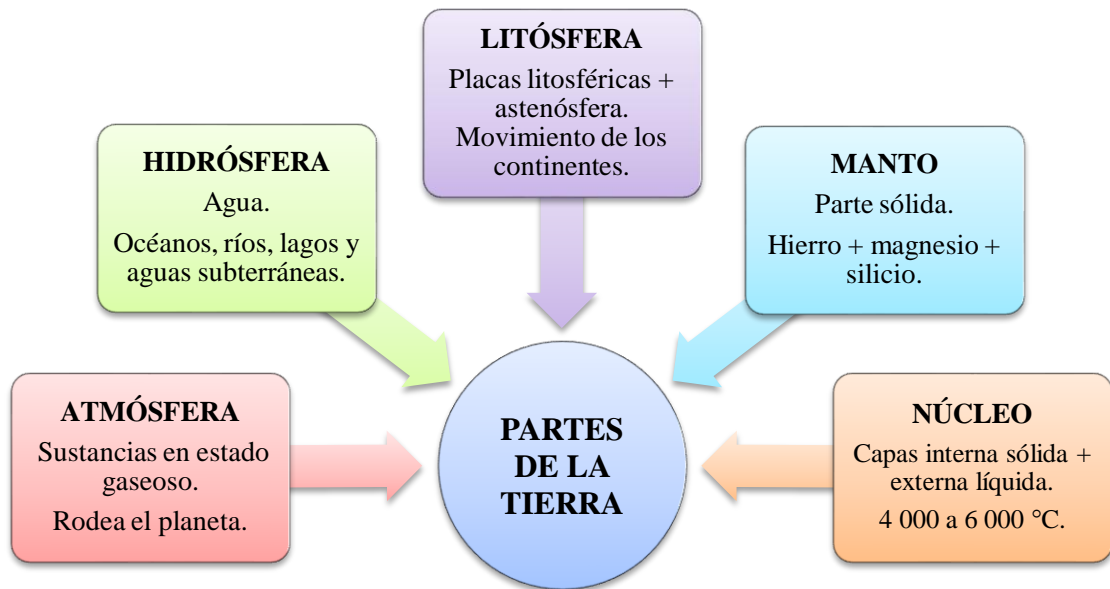 LITÓSFERA
Placas litosféricas +
astenósfera.
Movimiento de los
continentes.
HIDRÓSFERA
Agua.
Océanos, ríos, lagos y
aguas subterráneas.
MANTO
Parte sólida.
Hierro + magnesio +
silicio.
ATMÓSFERA
Sustancias en estado
gaseoso.
Rodea el planeta.
PARTES
DE LA
TIERRA
NÚCLEO
Capas interna sólida +
externa líquida.
4 000 a 6 000 °C.